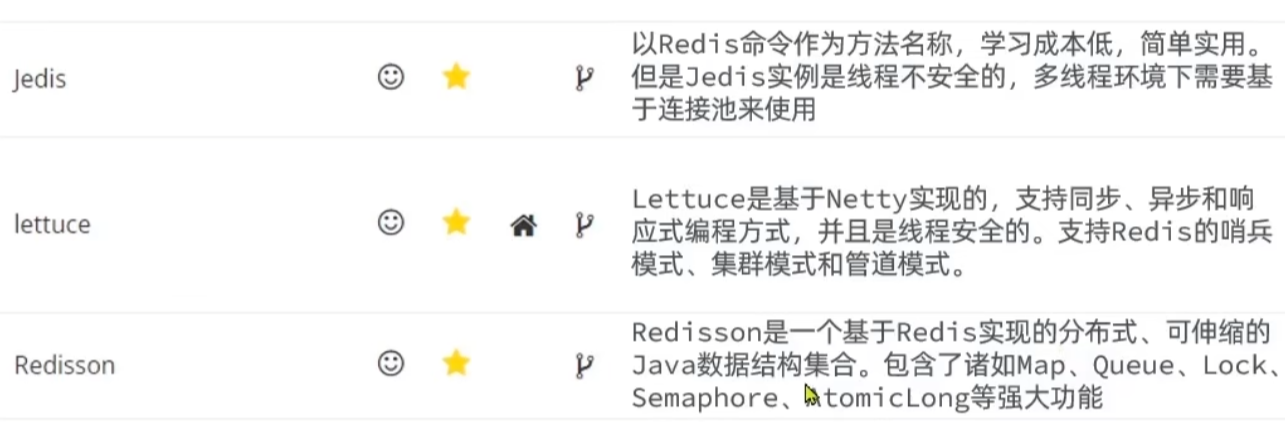 Jedis
以Redis命令作为方法名称，学习成本低，简单实用。
但是Jedis实例是线程不安全的，多线程环境下需要基
于连接池来使用
lettuce
Lettuce是基于Netty实现的，支持同步、异步和响
应式编程方式，并且是线程安全的。支持Redis的哨兵
模式、集群模式和管道模式。
Redisson
Redisson是一个基于Redis实现的分布式、可伸缩的
Java数据结构集合。包含了诸如Map、Queue、Lock、
Semaphore、AtomicLong等强大功能